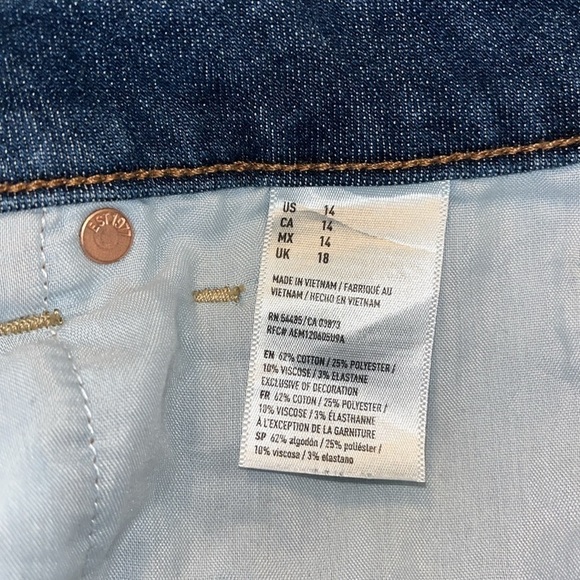 EST 1977
US 14
CA 14
MX 14
UK 18
MADE IN VIETNAM / FABRIQUÉ AU
VIETNAM / HECHO EN VIETNAM
RN 54485 / CA 03873
RFC# AEM120605U9A
EN 62% COTTON / 25% POLYESTER /
10% VISCOSE / 3% ELASTANE
EXCLUSIVE OF DECORATION
FR 62% COTON / 25% POLYESTER /
10% VISCOSE / 3% ÉLASTHANNE
À L'EXCEPTION DE LA GARNITURE
SP 62% algodón / 25% poliéster /
10% viscosa / 3% elastano